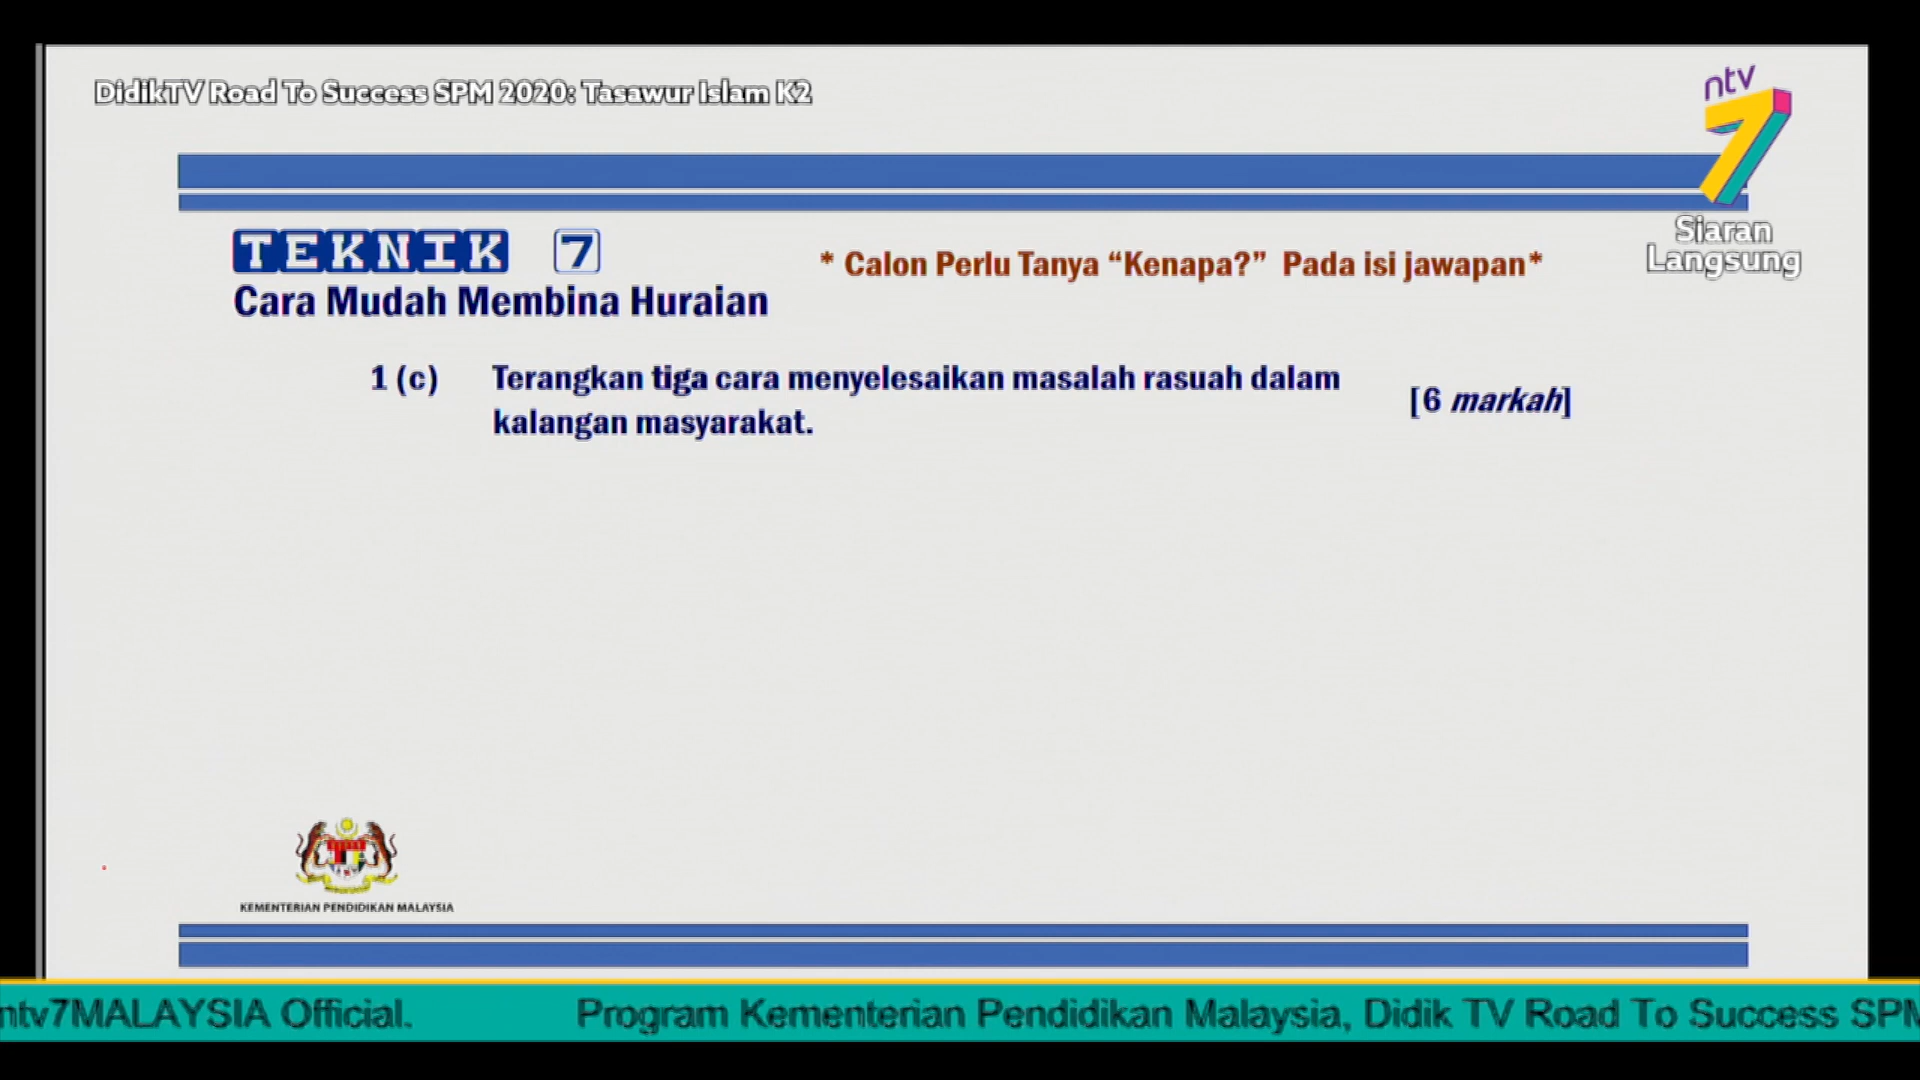 DidikTV Road To Success SPM 2020: Tasawur Islam K2
ntv
7
Siaran
Langsung
TEKNIK 7
* Calon Perlu Tanya “Kenapa?” Pada isi jawapan*
Cara Mudah Membina Huraian
1 (c) Terangkan tiga cara menyelesaikan masalah rasuah dalam
kalangan masyarakat.
[6 markah]
KEMENTERIAN PENDIDIKAN MALAYSIA
ntv7MALAYSIA Official. Program Kementerian Pendidikan Malaysia, Didik TV Road To Success SPM